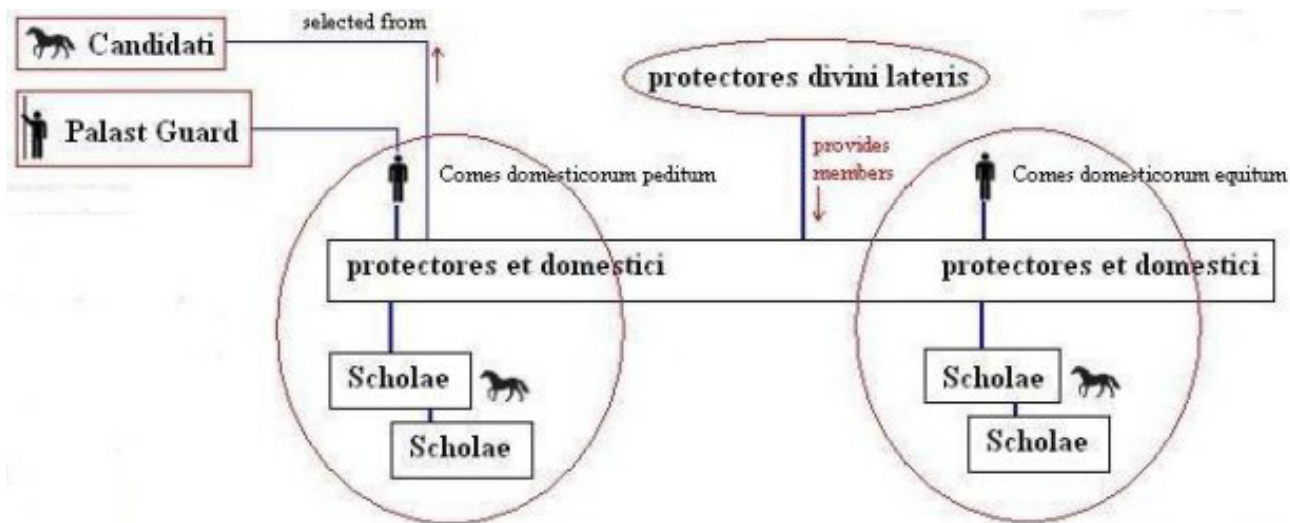 selected from
Candidati
protectores divini lateris
Palast Guard
provides
members
Comes domesticorum peditum
Comes domesticorum equitum
protectores et domestici
protectores et domestici
Scholae
Scholae
Scholae
Scholae